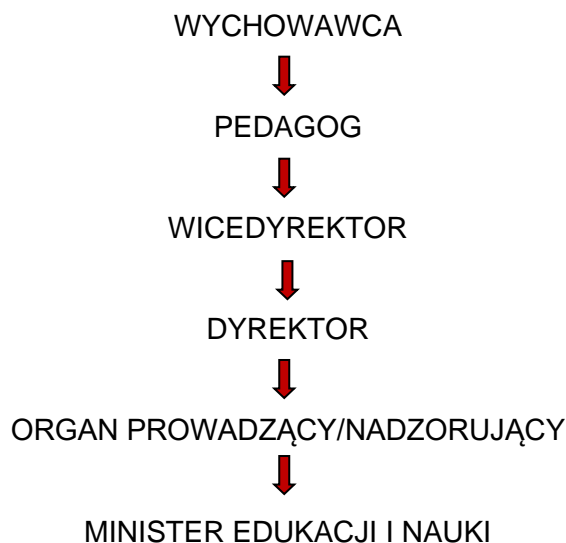 WYCHOWAWCA
PEDAGOG
WICEDYREKTOR
DYREKTOR
ORGAN PROWADZĄCY/NADZORUJĄCY
MINISTER EDUKACJI I NAUKI